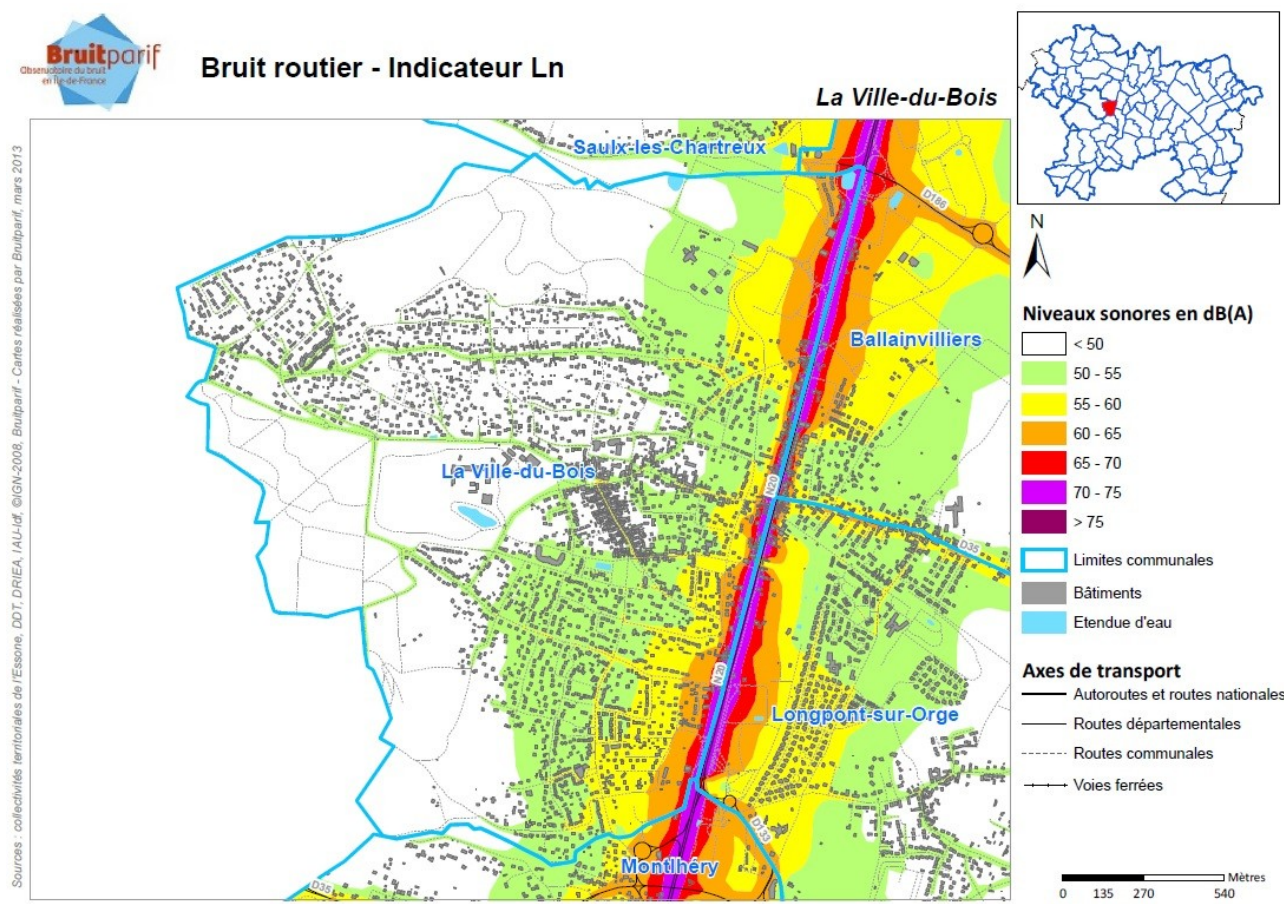 Bruitparif
Observatoire du bruit
en Île-de-France
Bruit routier - Indicateur Ln
La Ville-du-Bois
Sources : collectivités territoriales de l'Essonne, DDT, DRIEA, IAU-îdf, ©IGN-2008, Bruitparif - Cartes réalisées par Bruitparif, mars 2013
Saulx-les-Chartreux
D186
Ballainvilliers
La Ville-du-Bois
N20
D35
N20
Longpont-sur-Orge
D133
Montlhéry
D35
N
Niveaux sonores en dB(A)
< 50
50 - 55
55 - 60
60 - 65
65 - 70
70 - 75
> 75
Limites communales
Bâtiments
Etendue d'eau
Axes de transport
Autoroutes et routes nationales
Routes départementales
Routes communales
Voies ferrées
Mètres
0 135 270 540